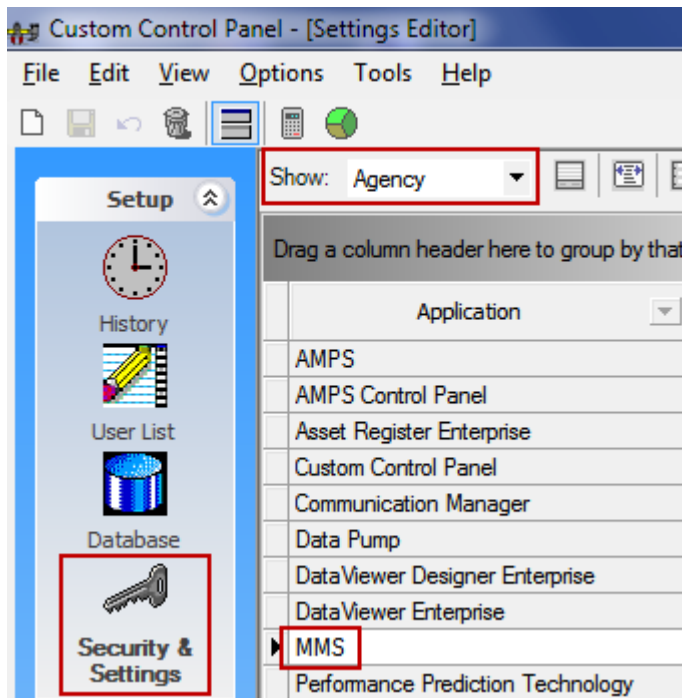 Custom Control Panel - [Settings Editor]
File Edit View Options Tools Help
Show: Agency
Setup
Drag a column header here to group by that
Application
History
AMPS
AMPS Control Panel
User List
Asset Register Enterprise
Custom Control Panel
Communication Manager
Database
Data Pump
DataViewer Designer Enterprise
DataViewer Enterprise
Security &
Settings
MMS
Performance Prediction Technology